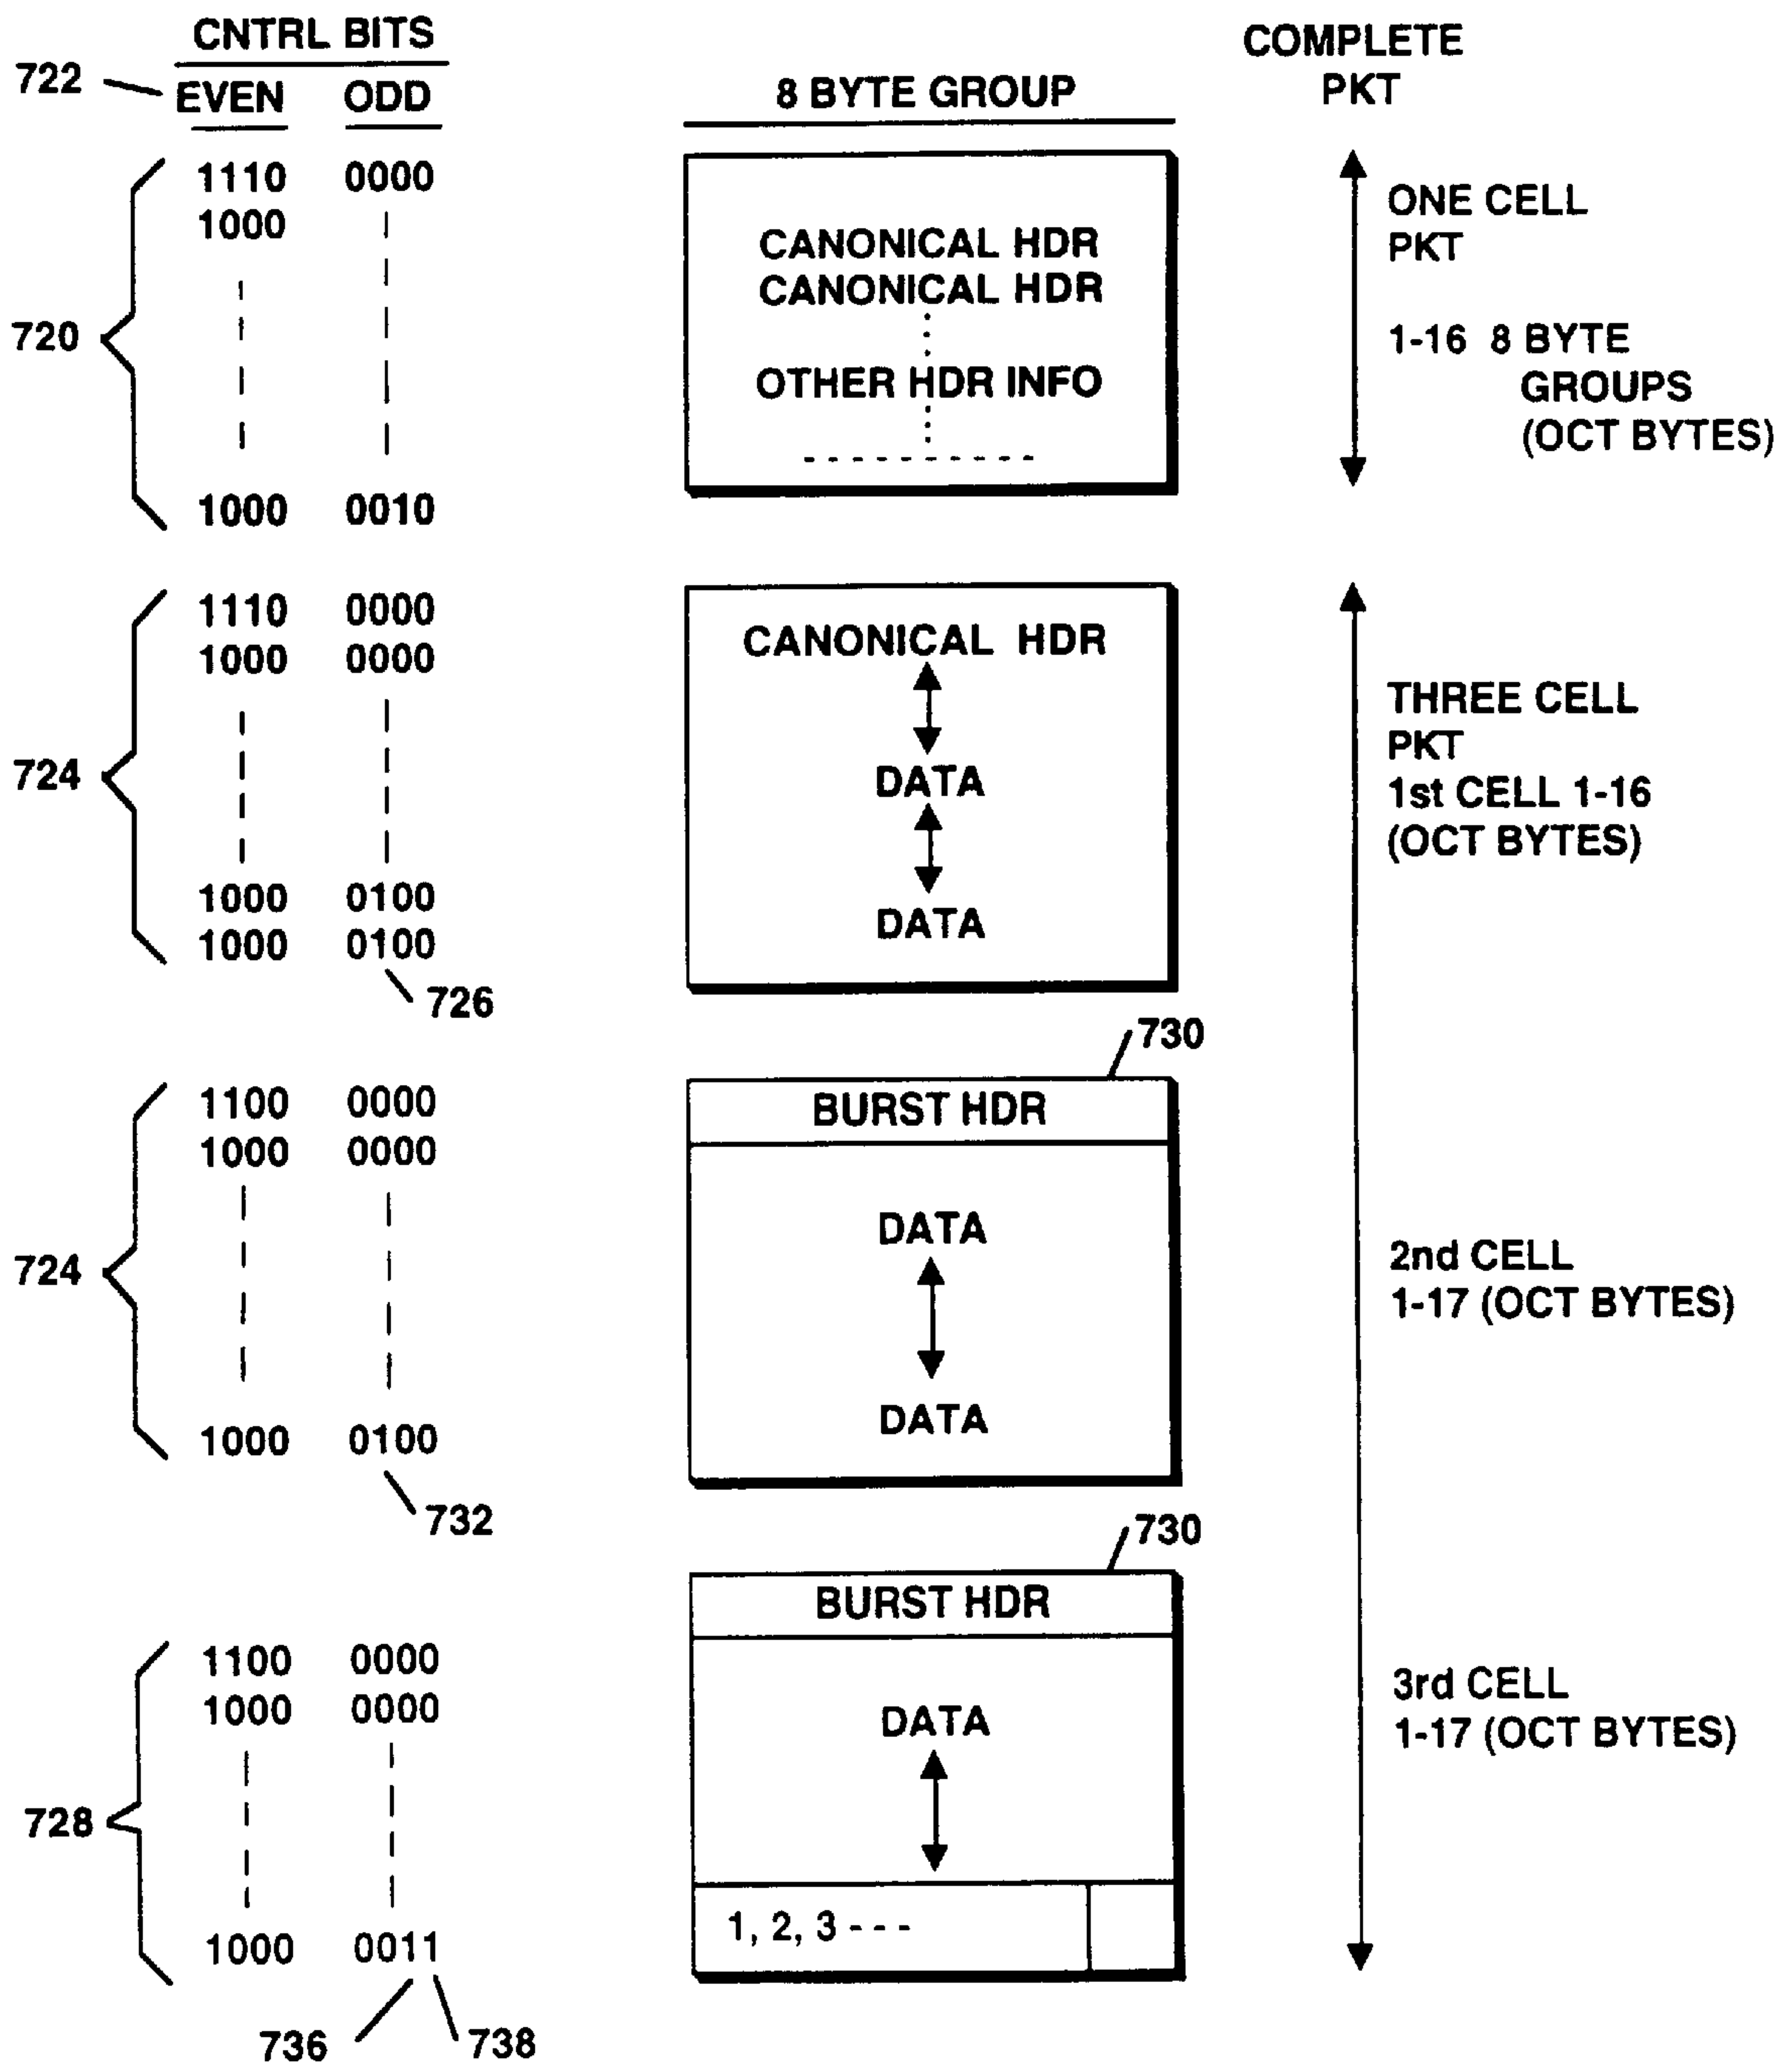 CNTRL BITS
COMPLETE
PKT
722
EVEN ODD
8 BYTE GROUP
1110 0000
1000
720
1000 0010
CANONICAL HDR
CANONICAL HDR
OTHER HDR INFO
ONE CELL
PKT
1-16 8 BYTE
GROUPS
(OCT BYTES)
1110 0000
1000 0000
724
1000 0100
1000 0100
726
CANONICAL HDR
DATA
DATA
THREE CELL
PKT
1st CELL 1-16
(OCT BYTES)
730
1100 0000
1000 0000
724
1000 0100
732
BURST HDR
DATA
DATA
2nd CELL
1-17 (OCT BYTES)
730
1100 0000
1000 0000
728
1000 0011
736 738
BURST HDR
DATA
1, 2, 3 - - -
3rd CELL
1-17 (OCT BYTES)